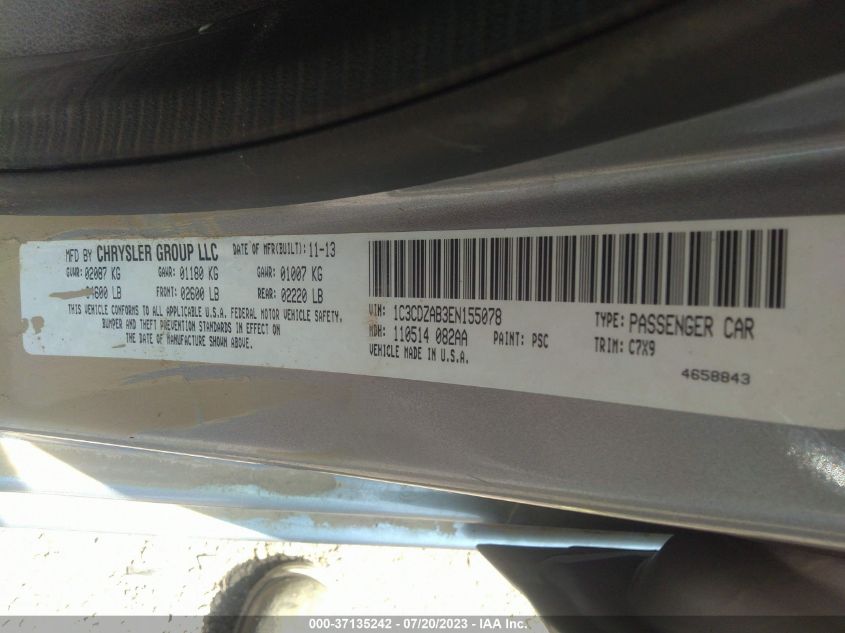 MFD BY CHRYSLER GROUP LLC DATE OF MFR(BUILT): 11-13
GVWR: 02087 KG GAWR: 01180 KG GAWR: 01007 KG
LB FRONT: 02600 LB REAR: 02220 LB
THIS VEHICLE CONFORMS TO ALL APPLICABLE U.S.A. FEDERAL MOTOR VEHICLE SAFETY,
BUMPER AND THEFT PREVENTION STANDARDS IN EFFECT ON
THE DATE OF MANUFACTURE SHOWN ABOVE.
VIN: 1C3CDZAB3EN155078 TYPE: PASSENGER CAR
MDH: 110514 082AA PAINT: PSC TRIM: C7X9
VEHICLE MADE IN U.S.A.
4658843
000-37135242 - 07/20/2023 - IAA Inc.